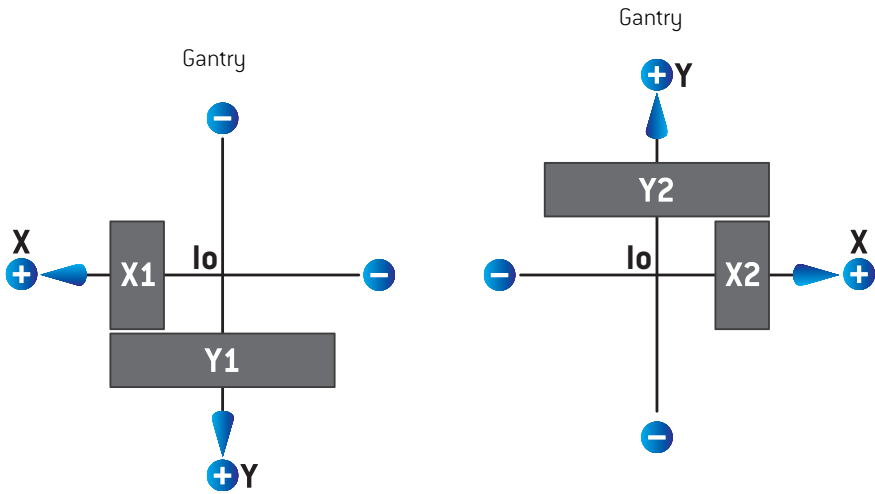 Gantry
−
X
+
X1
Io
−
Y1
+ Y
Gantry
+ Y
Y2
−
Io
X2
X
+
−